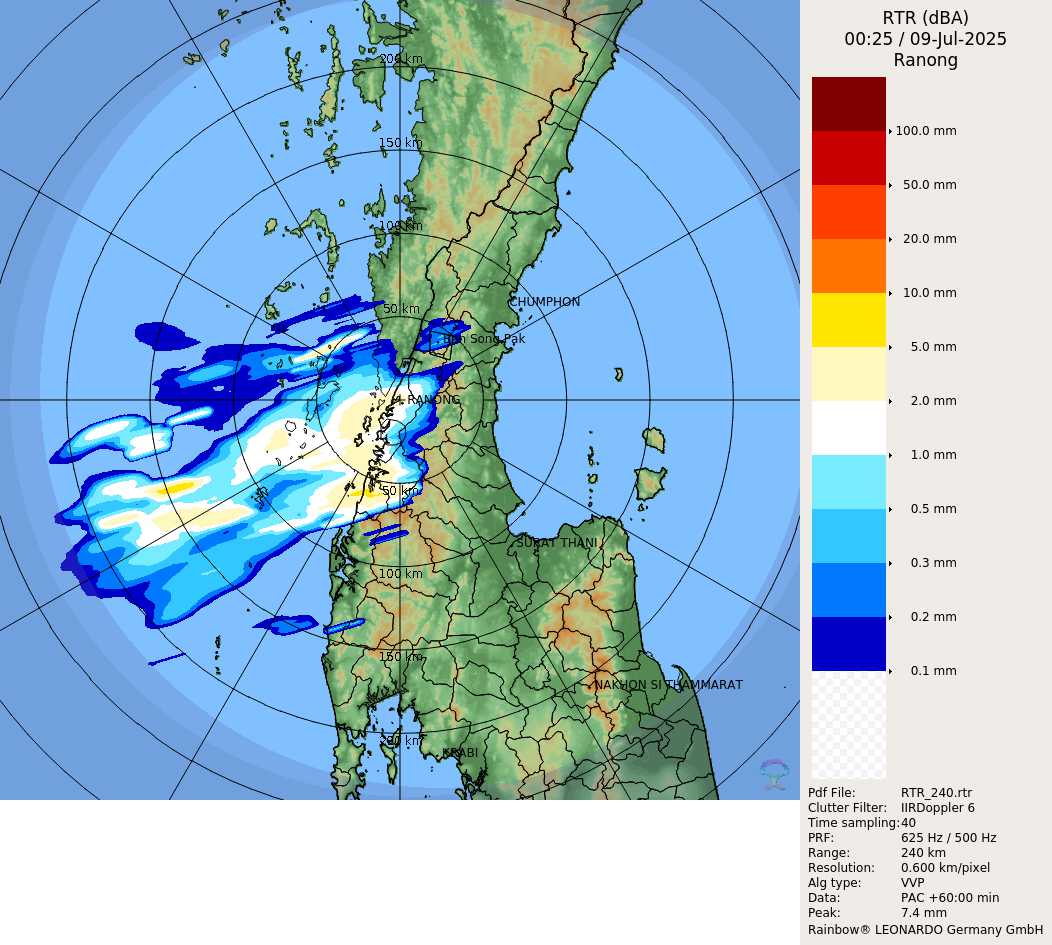 RTR (dBA)
00:25 / 09-Jul-2025
Ranong
200 km
150 km
100 km
50 km
CHUMPHON
Ban Song Pak
RANONG
50 km
SURAT THANI
100 km
150 km
NAKHON SI THAMMARAT
200 km
KRABI
100.0 mm
50.0 mm
20.0 mm
10.0 mm
5.0 mm
2.0 mm
1.0 mm
0.5 mm
0.3 mm
0.2 mm
0.1 mm
Pdf File: RTR_240.rtr
Clutter Filter: IIRDoppler 6
Time sampling: 40
PRF: 625 Hz / 500 Hz
Range: 240 km
Resolution: 0.600 km/pixel
Alg type: VVP
Data: PAC +60:00 min
Peak: 7.4 mm
Rainbow® LEONARDO Germany GmbH